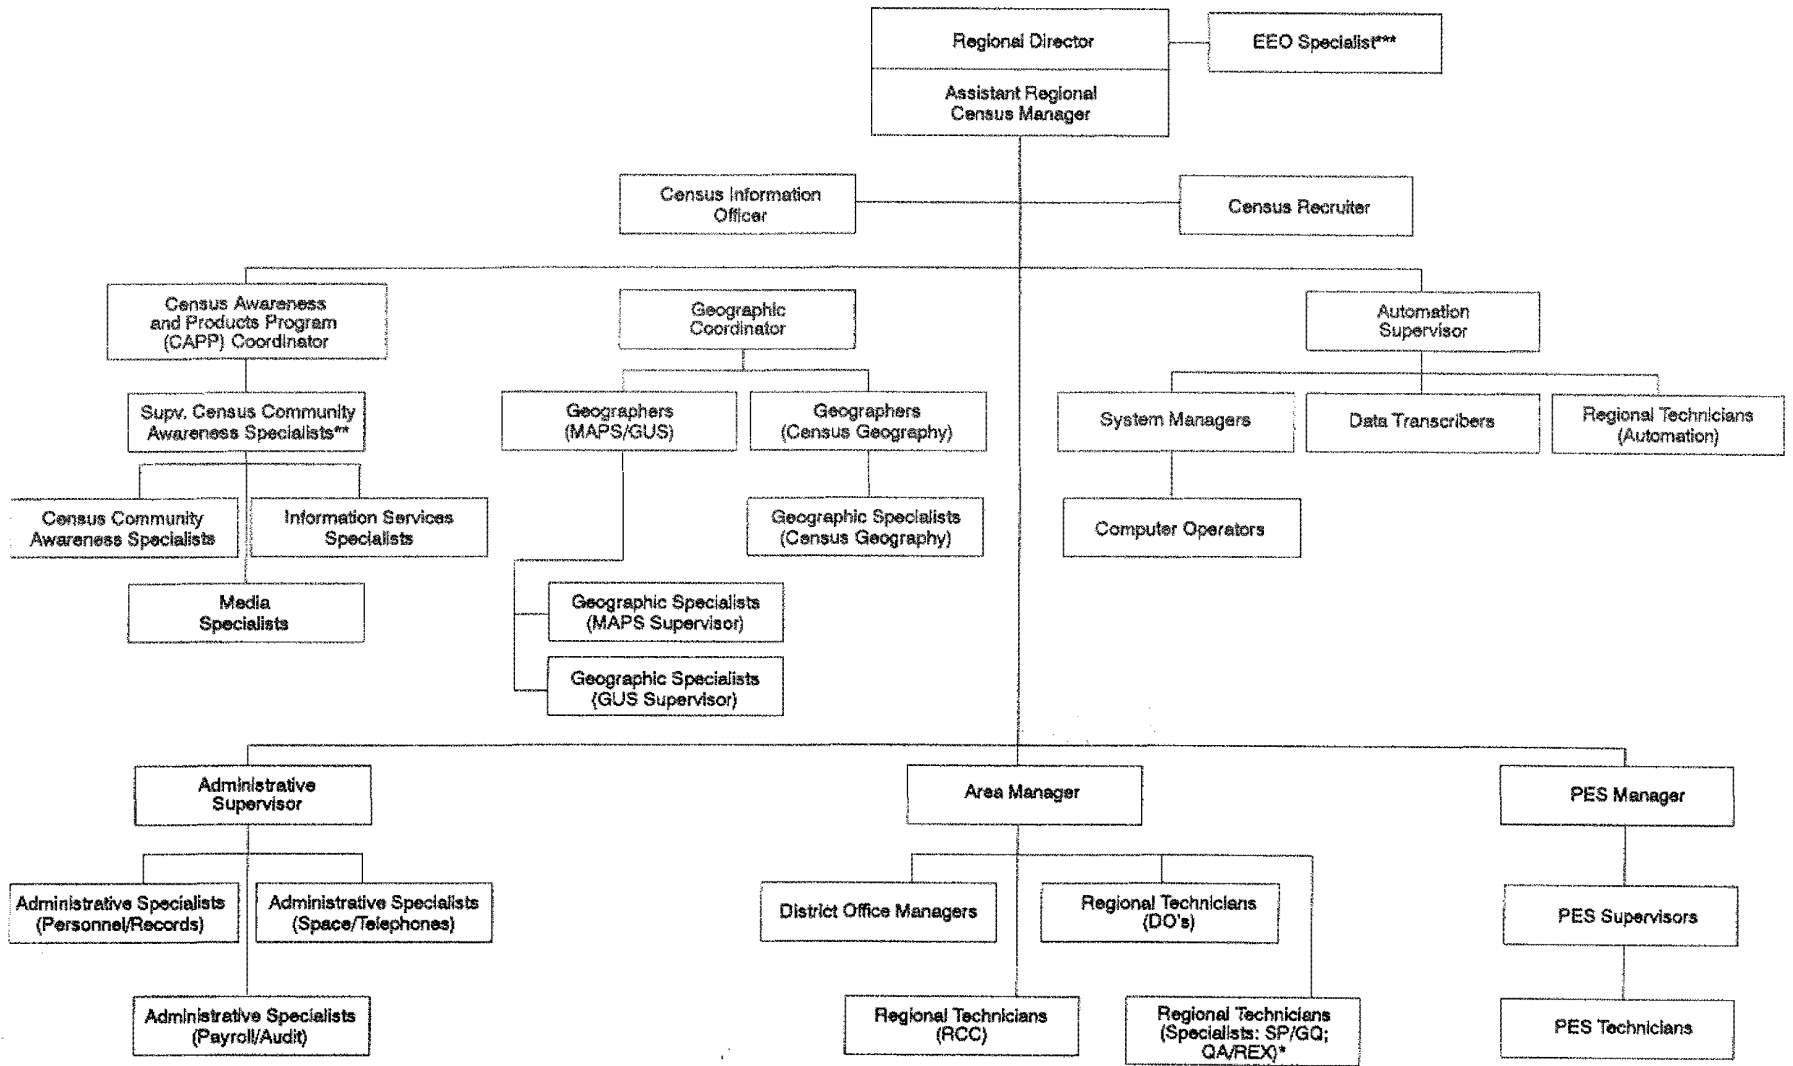 Regional Director
EEO Specialist***
Assistant Regional
Census Manager
Census Information
Officer
Census Recruiter
Census Awareness
and Products Program
(CAPP) Coordinator
Geographic
Coordinator
Automation
Supervisor
Supv. Census Community
Awareness Specialists**
Geographers
(MAPS/GUS)
Geographers
(Census Geography)
System Managers
Data Transcribers
Regional Technicians
(Automation)
Census Community
Awareness Specialists
Information Services
Specialists
Geographic Specialists
(Census Geography)
Computer Operators
Media
Specialists
Geographic Specialists
(MAPS Supervisor)
Geographic Specialists
(GUS Supervisor)
Administrative
Supervisor
Area Manager
PES Manager
Administrative Specialists
(Personnel/Records)
Administrative Specialists
(Space/Telephones)
District Office Managers
Regional Technicians
(DO's)
PES Supervisors
Administrative Specialists
(Payroll/Audit)
Regional Technicians
(RCC)
Regional Technicians
(Specialists: SP/GQ;
QA/REX)*
PES Technicians